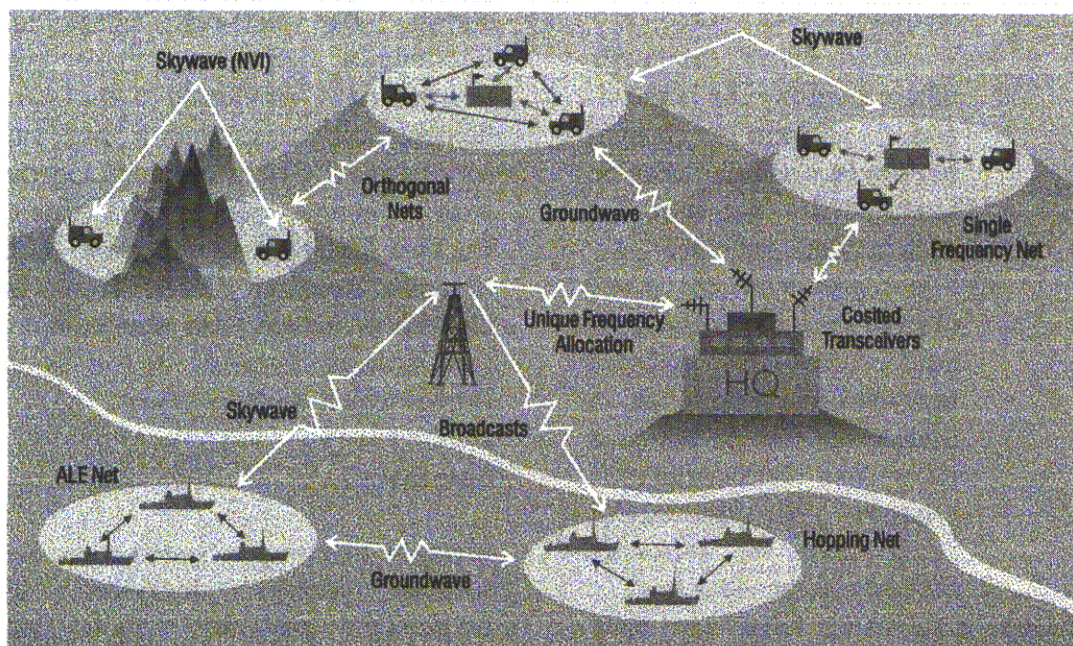 Skywave (NVI)
Skywave
Orthogonal
Nets
Groundwave
Single
Frequency Net
Unique Frequency
Allocation
Cosited
Transceivers
HQ
Skywave
Broadcasts
ALE Net
Hopping Net
Groundwave